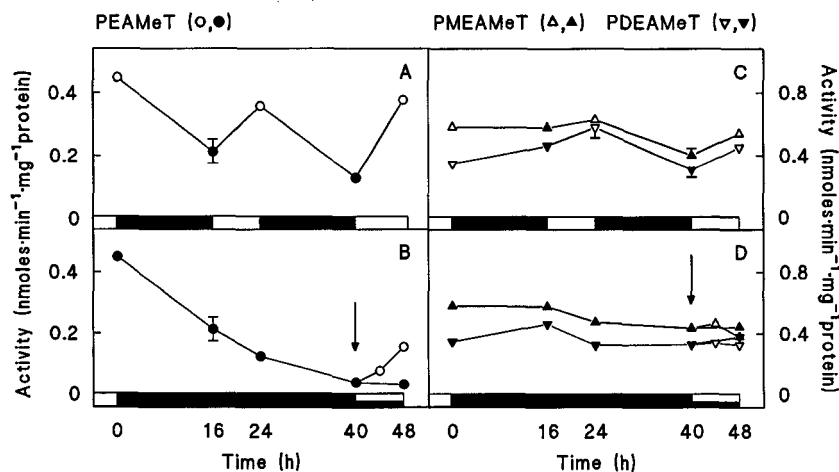 PEAMeT (○,●)
PMEAMeT (△,▲) PDEAMeT (▽,▼)
A
C
B
D
Activity (nmoles·min⁻¹·mg⁻¹protein)
0.4
0.2
0
0.4
0.2
0
0.8
0.4
0
0.8
0.4
0
Activity (nmoles·min⁻¹·mg⁻¹protein)
0 16 24 40 48
0 16 24 40 48
Time (h)
Time (h)